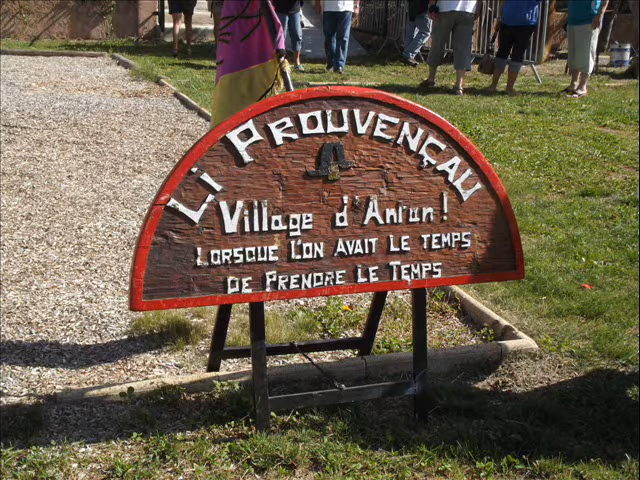 Li Prouvençau
Village d'Antan!
Lorsque l'on avait le temps
de Prendre le Temps